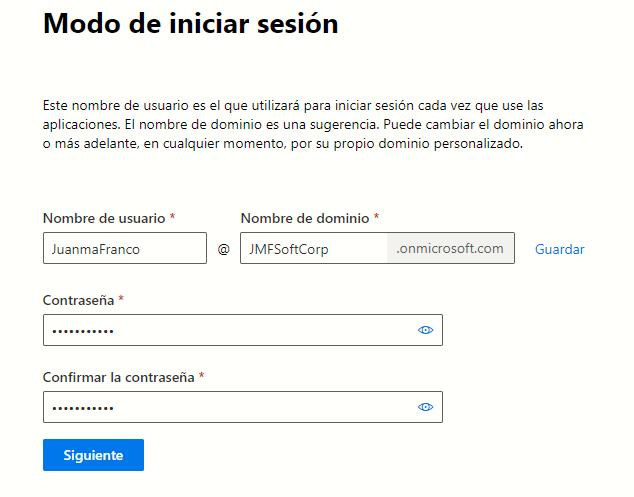 Modo de iniciar sesión
Este nombre de usuario es el que utilizará para iniciar sesión cada vez que use las
aplicaciones. El nombre de dominio es una sugerencia. Puede cambiar el dominio ahora
o más adelante, en cualquier momento, por su propio dominio personalizado.
Nombre de usuario * Nombre de dominio *
JuanmaFranco @ JMFSoftCorp .onmicrosoft.com Guardar
Contraseña *
•••••••••••
Confirmar la contraseña *
•••••••••••
Siguiente